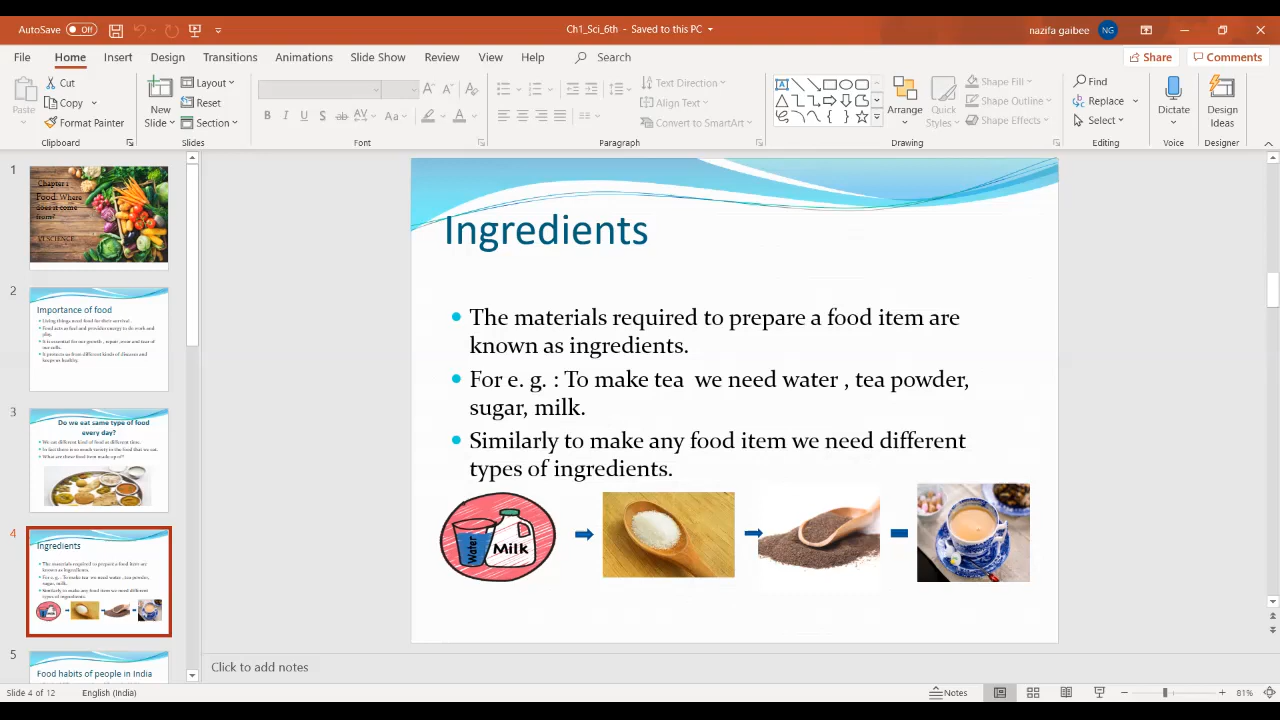 AutoSave Off
Ch1_Sci_6th - Saved to this PC
nazifa gaibee NG
File Home Insert Design Transitions Animations Slide Show Review View Help Search
Share Comments
Paste
Cut
Copy
Format Painter
Clipboard
New Slide
Layout
Reset
Section
Slides
Font
Text Direction
Align Text
Convert to SmartArt
Paragraph
Arrange
Quick Styles
Shape Fill
Shape Outline
Shape Effects
Drawing
Find
Replace
Select
Editing
Dictate
Voice
Design Ideas
Designer
1
Chapter 1
Food: Where
does it come
from?
2
Importance of food
Living things need food for their survival .
Food acts as fuel and provides energy to do work and
play.
It is essential for our growth , repair ,wear and tear of
our cells.
It protects us from different kinds of diseases and
3
Do we eat same type of food
every day?
We eat different kind of food at different time.
In fact there is so much variety in the food that we eat.
What are these food item made up of?
4
Ingredients
The materials required to prepare a food item are
known as ingredients.
For e. g. : To make tea we need water , tea powder,
sugar, milk.
Similarly to make any food item we need different
types of ingredients.
5
Food habits of people in India
Ingredients
The materials required to prepare a food item are
known as ingredients.
For e. g. : To make tea  we need water , tea powder,
sugar, milk.
Similarly to make any food item we need different
types of ingredients.
Water
Milk
Click to add notes
Slide 4 of 12 English (India) Notes 81%